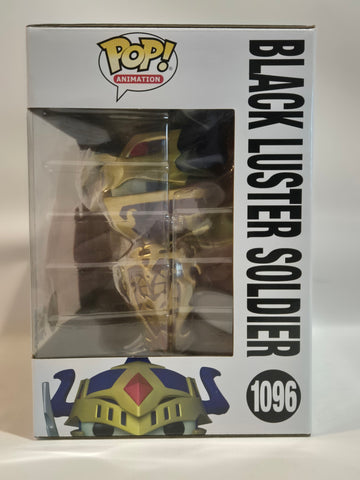 POP!
ANIMATION
BLACK LUSTER SOLDIER
1096